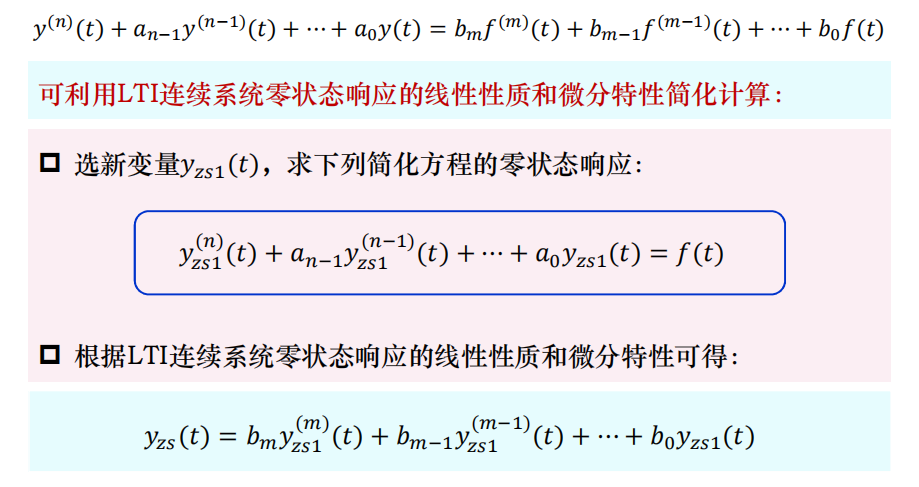 y^{(n)}(t) + a_{n-1}y^{(n-1)}(t) + ⋯ + a_0y(t) = b_mf^{(m)}(t) + b_{m-1}f^{(m-1)}(t) + ⋯ + b_0f(t)
可利用LTI连续系统零状态响应的线性性质和微分特性简化计算：
选新变量y_{zs1}(t)，求下列简化方程的零状态响应：
y_{zs1}^{(n)}(t) + a_{n-1}y_{zs1}^{(n-1)}(t) + ⋯ + a_0y_{zs1}(t) = f(t)
根据LTI连续系统零状态响应的线性性质和微分特性可得：
y_{zs}(t) = b_my_{zs1}^{(m)}(t) + b_{m-1}y_{zs1}^{(m-1)}(t) + ⋯ + b_0y_{zs1}(t)